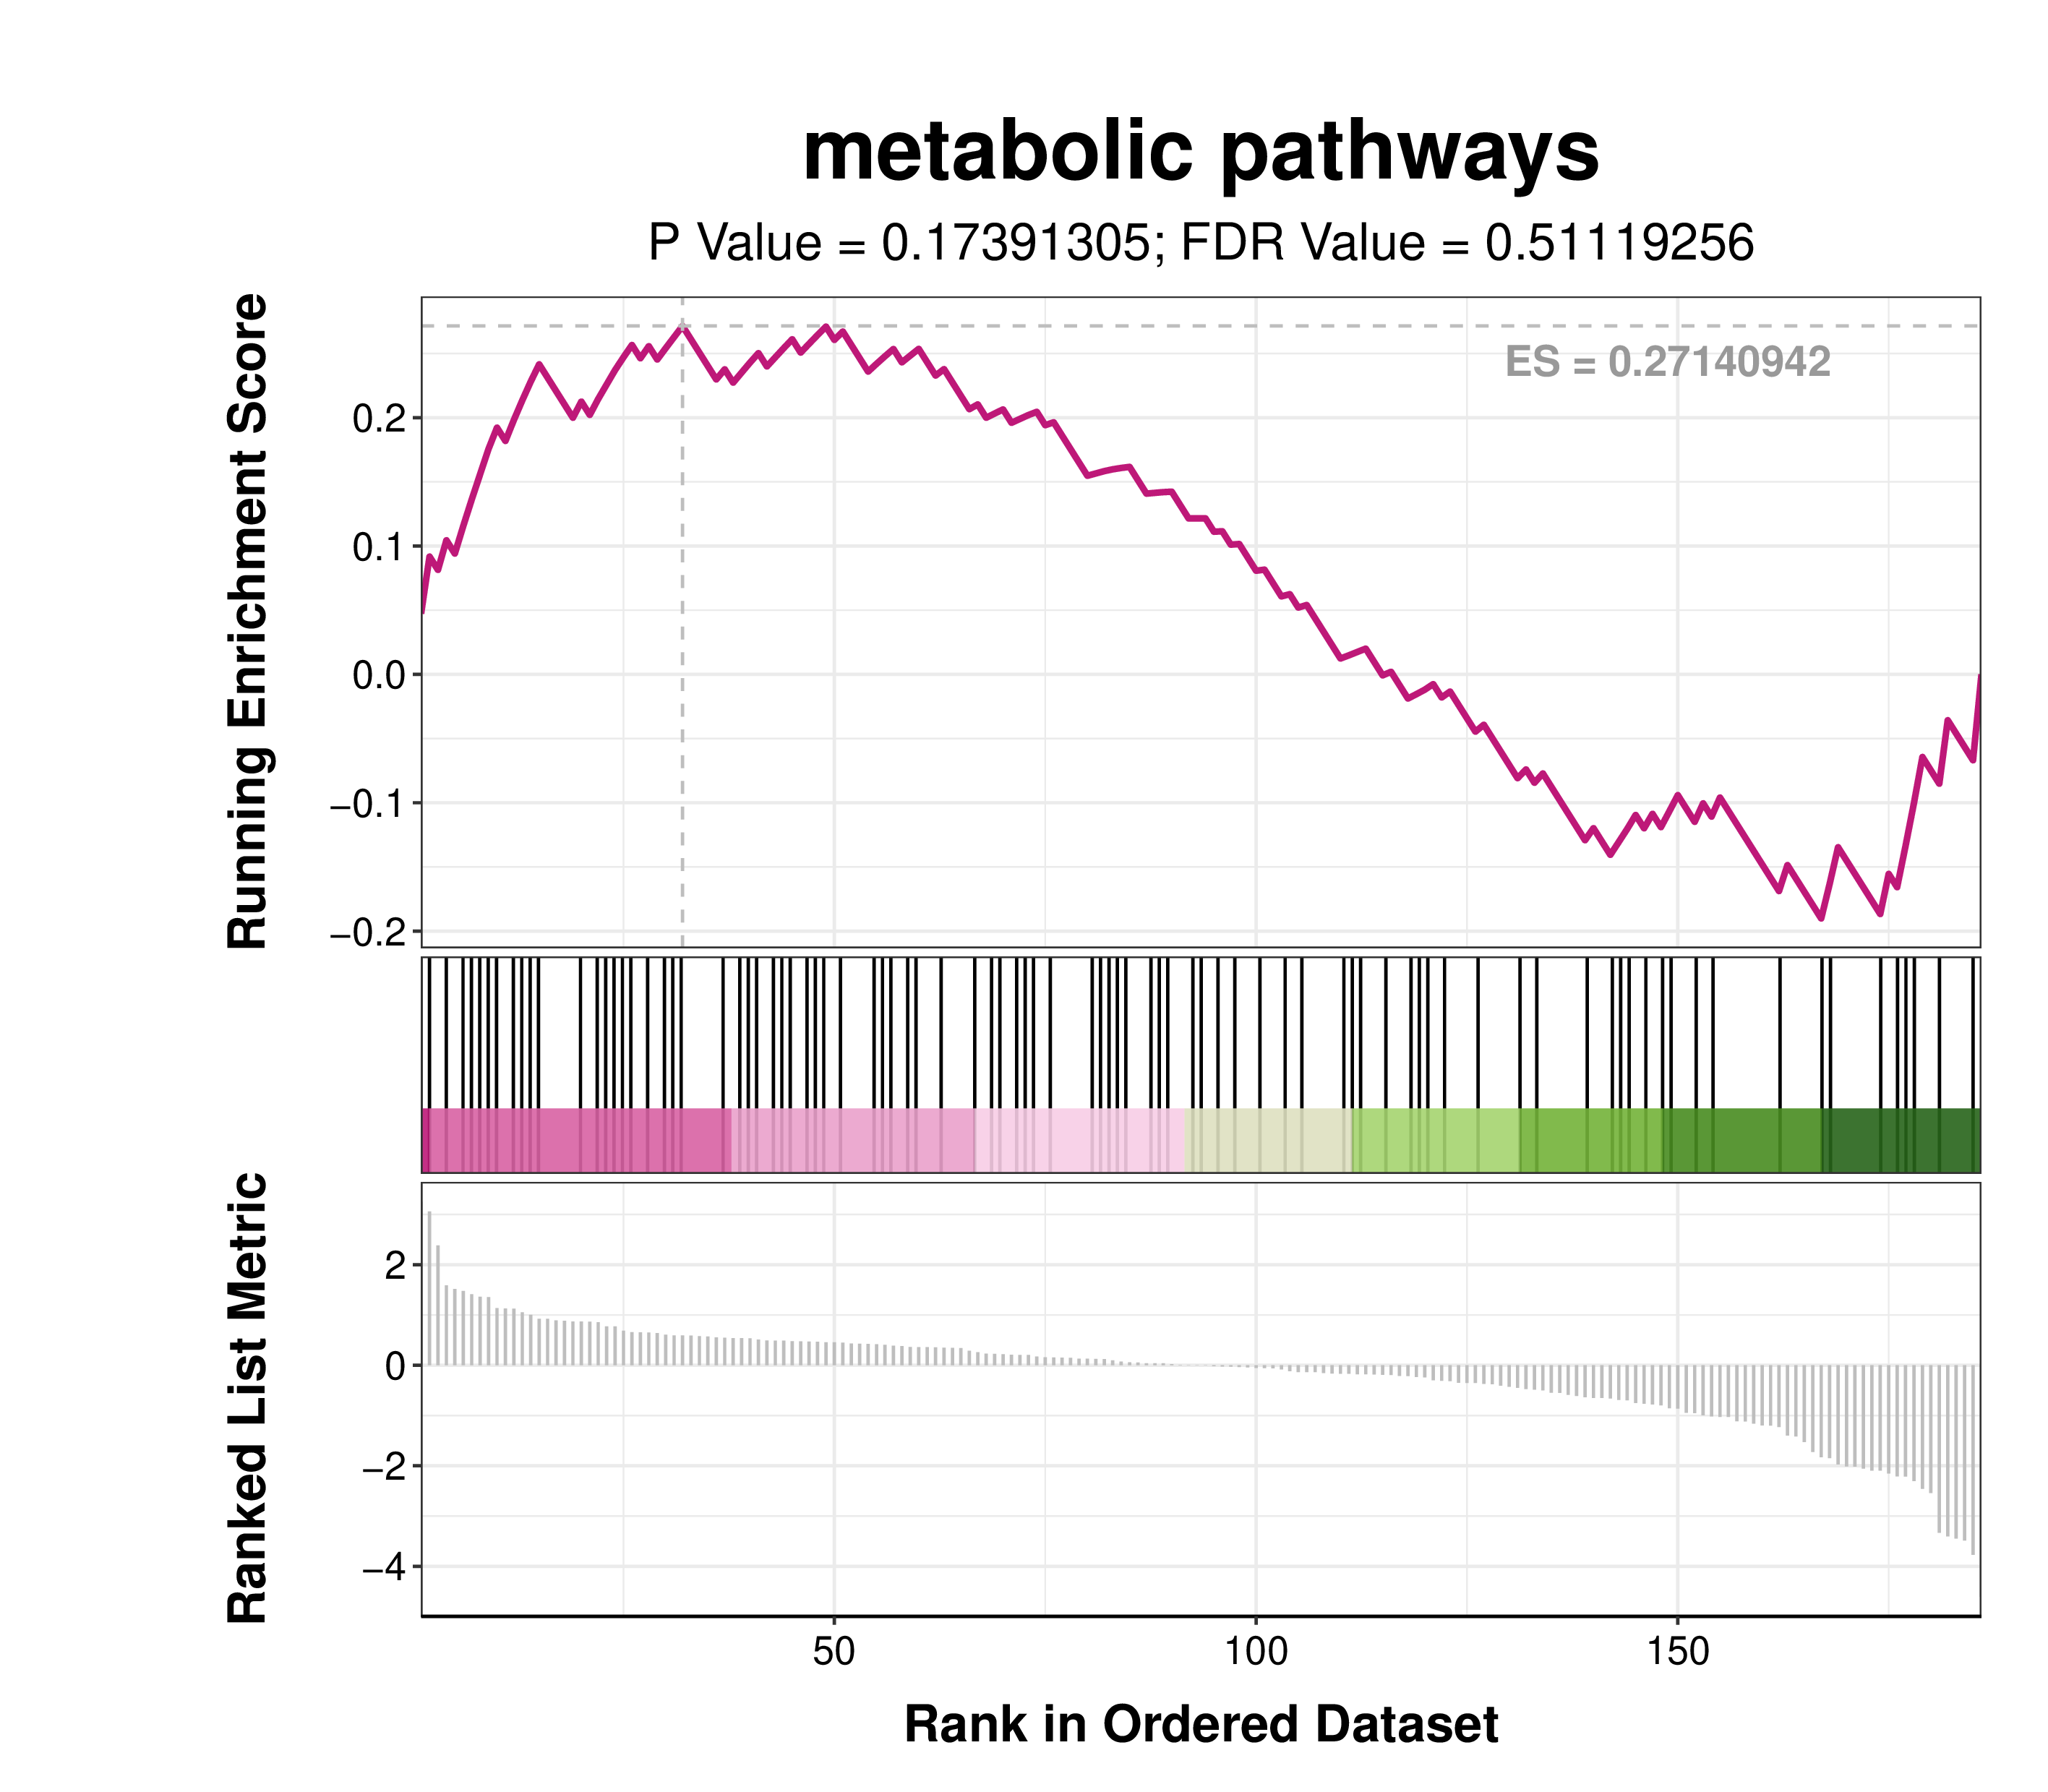 metabolic pathways
P Value = 0.17391305; FDR Value = 0.51119256
Running Enrichment Score
ES = 0.27140942
0.2
0.1
0.0
−0.1
−0.2
Ranked List Metric
2
0
−2
−4
50 100 150
Rank in Ordered Dataset